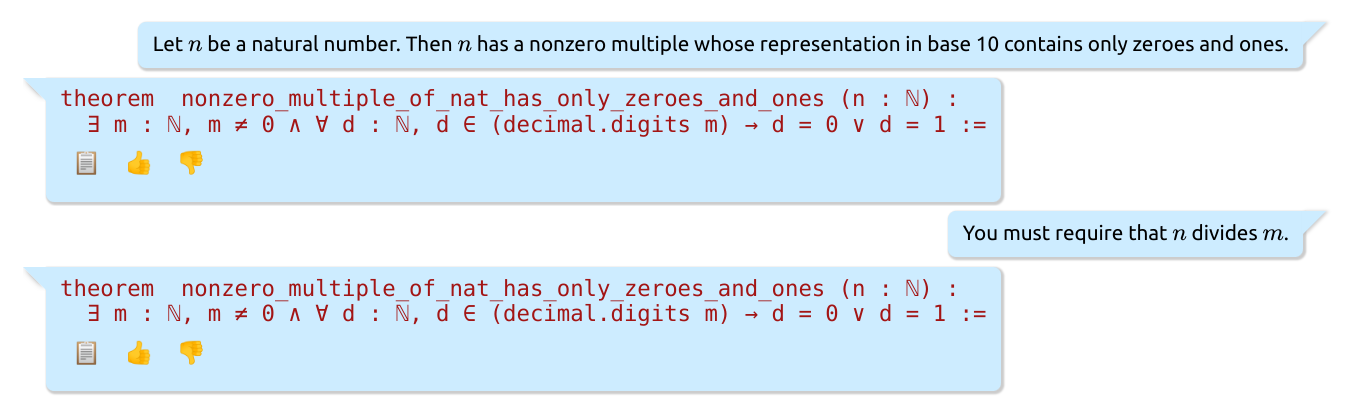 Let n be a natural number. Then n has a nonzero multiple whose representation in base 10 contains only zeroes and ones.
theorem  nonzero_multiple_of_nat_has_only_zeroes_and_ones (n : ℕ) :
  ∃ m : ℕ, m ≠ 0 ∧ ∀ d : ℕ, d ∈ (decimal.digits m) → d = 0 ∨ d = 1 :=
You must require that n divides m.
theorem  nonzero_multiple_of_nat_has_only_zeroes_and_ones (n : ℕ) :
  ∃ m : ℕ, m ≠ 0 ∧ ∀ d : ℕ, d ∈ (decimal.digits m) → d = 0 ∨ d = 1 :=